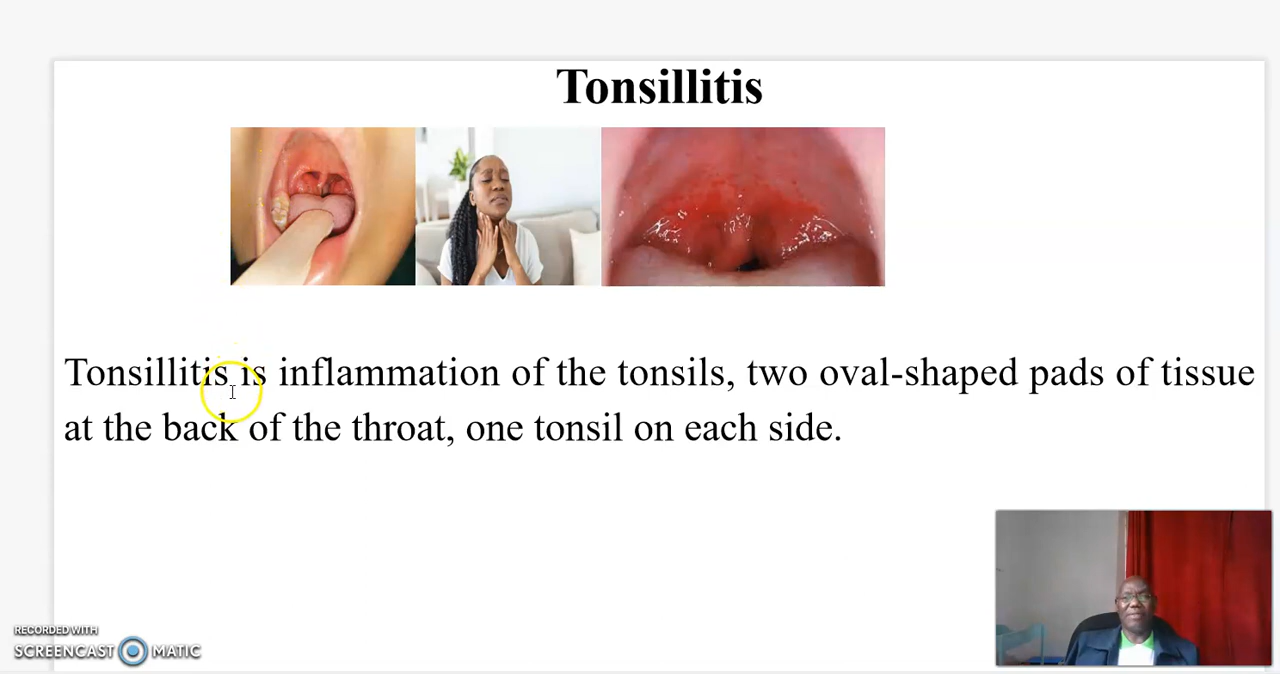 Tonsillitis
Tonsillitis is inflammation of the tonsils, two oval-shaped pads of tissue
at the back of the throat, one tonsil on each side.
RECORDED WITH
SCREENCAST MATIC